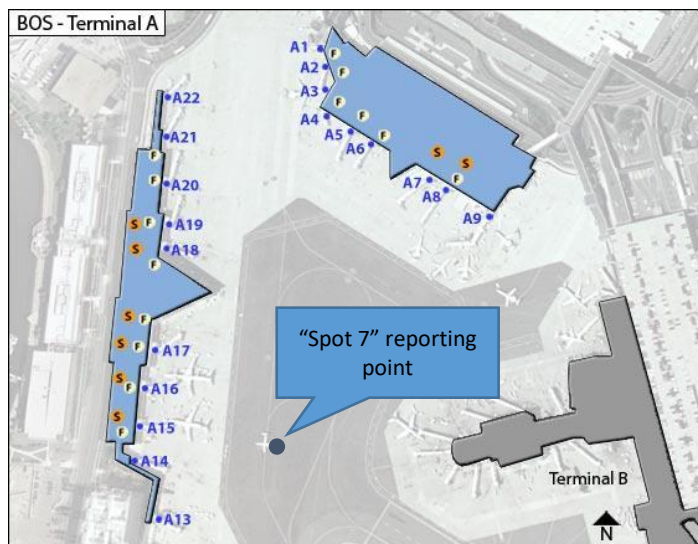 BOS - Terminal A
A1
F
A2
F
A3
F
A4
F
A5
F
A6
S
S
F
A7
A8
A9
A22
A21
F
F
A20
S
F
A19
S
A18
F
S
F
S
F
A17
S
F
A16
S
F
A15
A14
A13
“Spot 7” reporting
point
Terminal B
N